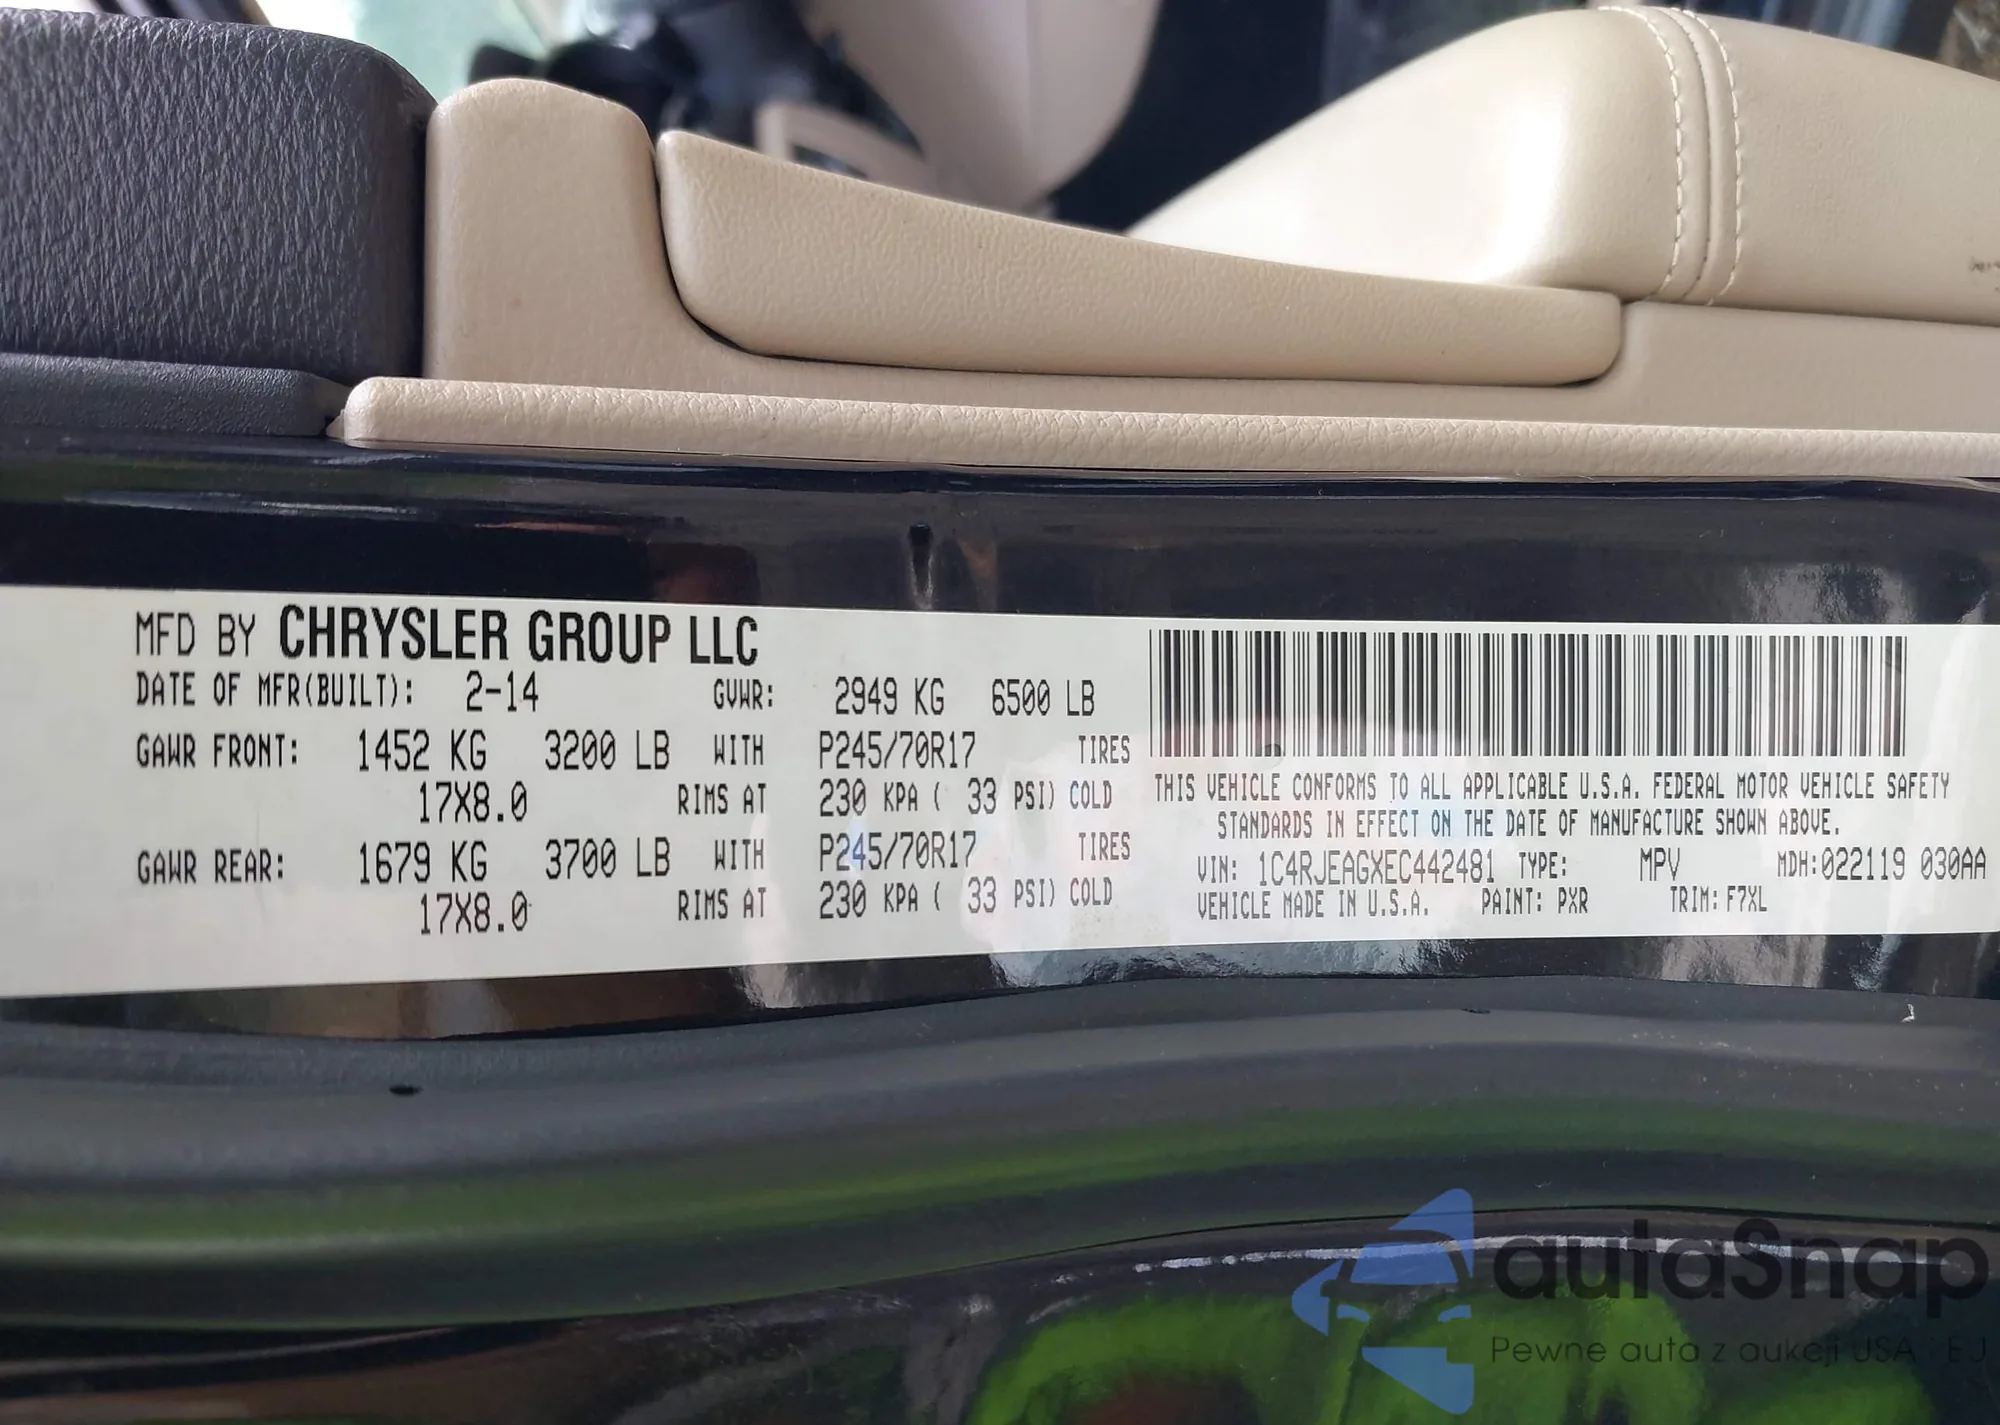 MFD BY CHRYSLER GROUP LLC
DATE OF MFR(BUILT): 2-14 GVWR: 2949 KG 6500 LB
GAWR FRONT: 1452 KG 3200 LB WITH P245/70R17 TIRES
17X8.0 RIMS AT 230 KPA ( 33 PSI) COLD
GAWR REAR: 1679 KG 3700 LB WITH P245/70R17 TIRES
17X8.0 RIMS AT 230 KPA ( 33 PSI) COLD
THIS VEHICLE CONFORMS TO ALL APPLICABLE U.S.A. FEDERAL MOTOR VEHICLE SAFETY
STANDARDS IN EFFECT ON THE DATE OF MANUFACTURE SHOWN ABOVE.
VIN: 1C4RJEAGXEC442481 TYPE: MPV MDH:022119 030AA
VEHICLE MADE IN U.S.A. PAINT: PXR TRIM: F7XL
autaSnap
Pewne auta z aukcji USA i EU